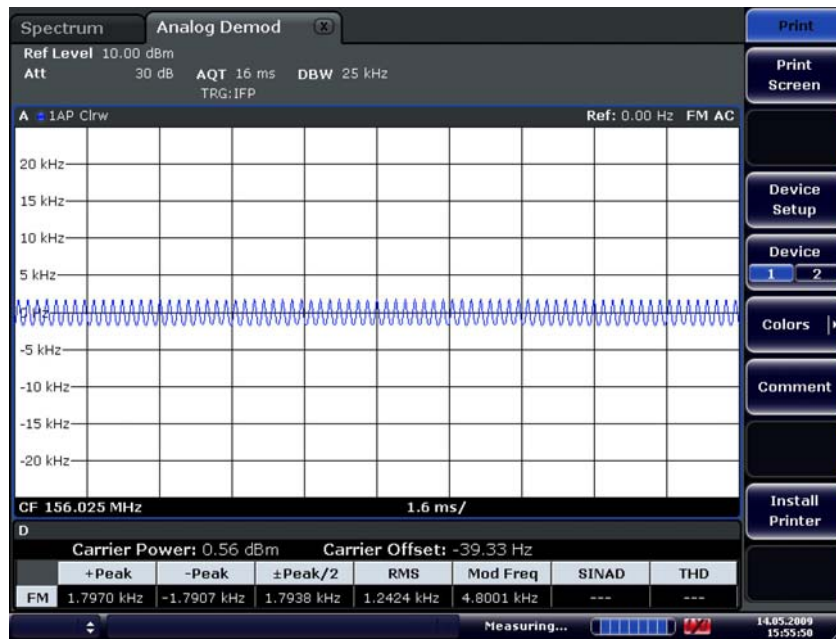 Spectrum Analog Demod X
Ref Level 10.00 dBm
Att 30 dB AQT 16 ms DBW 25 kHz
TRG:IFP
A 1AP Clrw Ref: 0.00 Hz FM AC
20 kHz
15 kHz
10 kHz
5 kHz
0 Hz
-5 kHz
-10 kHz
-15 kHz
-20 kHz
CF 156.025 MHz 1.6 ms/
D
Carrier Power: 0.56 dBm Carrier Offset: -39.33 Hz
+Peak -Peak ±Peak/2 RMS Mod Freq SINAD THD
FM 1.7970 kHz -1.7907 kHz 1.7938 kHz 1.2424 kHz 4.8001 kHz --- ---
Measuring...
14.05.2009
15:55:50
Print
Print
Screen
Device
Setup
Device
1 2
Colors
Comment
Install
Printer